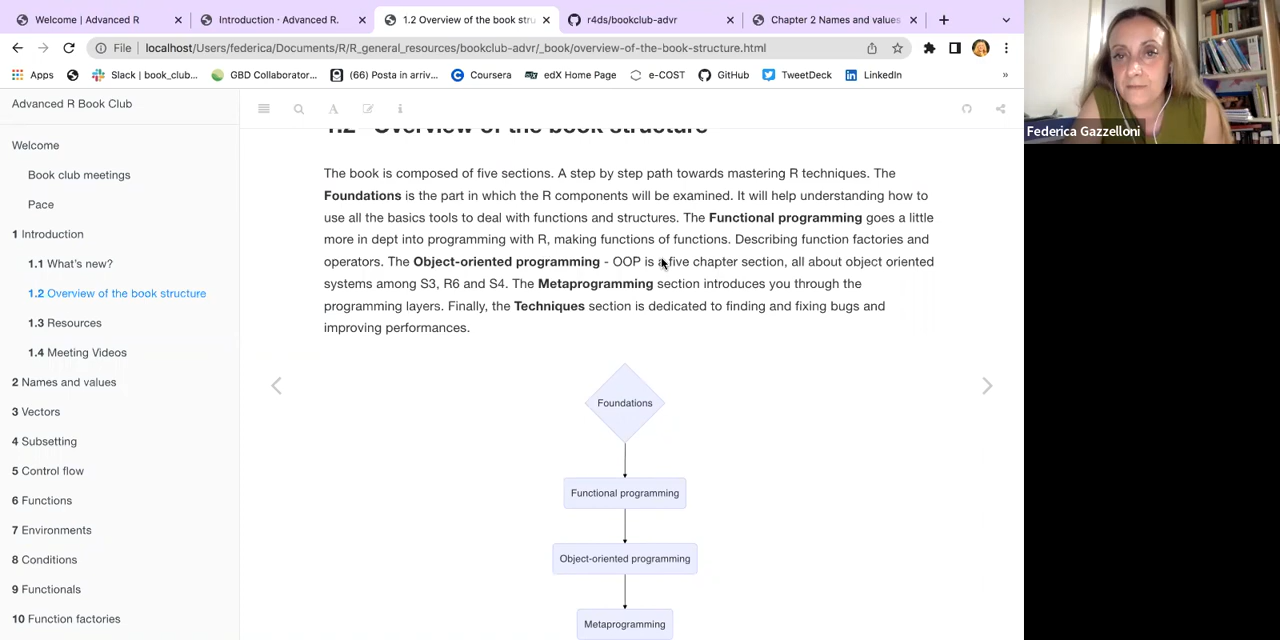 Welcome | Advanced R
Introduction · Advanced R.
1.2 Overview of the book stru
r4ds/bookclub-advr
Chapter 2 Names and values
File
localhost/Users/federica/Documents/R/R_general_resources/bookclub-advr/_book/overview-of-the-book-structure.html
Apps
Slack | book_club...
GBD Collaborator...
(66) Posta in arriv...
Coursera
edX Home Page
e-COST
GitHub
TweetDeck
LinkedIn
»
Federica Gazzelloni
Advanced R Book Club
Welcome
Book club meetings
Pace
1 Introduction
1.1 What's new?
1.2 Overview of the book structure
1.3 Resources
1.4 Meeting Videos
2 Names and values
3 Vectors
4 Subsetting
5 Control flow
6 Functions
7 Environments
8 Conditions
9 Functionals
10 Function factories
1.2 Overview of the book structure
The book is composed of five sections. A step by step path towards mastering R techniques. The
Foundations is the part in which the R components will be examined. It will help understanding how to
use all the basics tools to deal with functions and structures. The Functional programming goes a little
more in dept into programming with R, making functions of functions. Describing function factories and
operators. The Object-oriented programming - OOP is a five chapter section, all about object oriented
systems among S3, R6 and S4. The Metaprogramming section introduces you through the
programming layers. Finally, the Techniques section is dedicated to finding and fixing bugs and
improving performances.
Foundations
Functional programming
Object-oriented programming
Metaprogramming